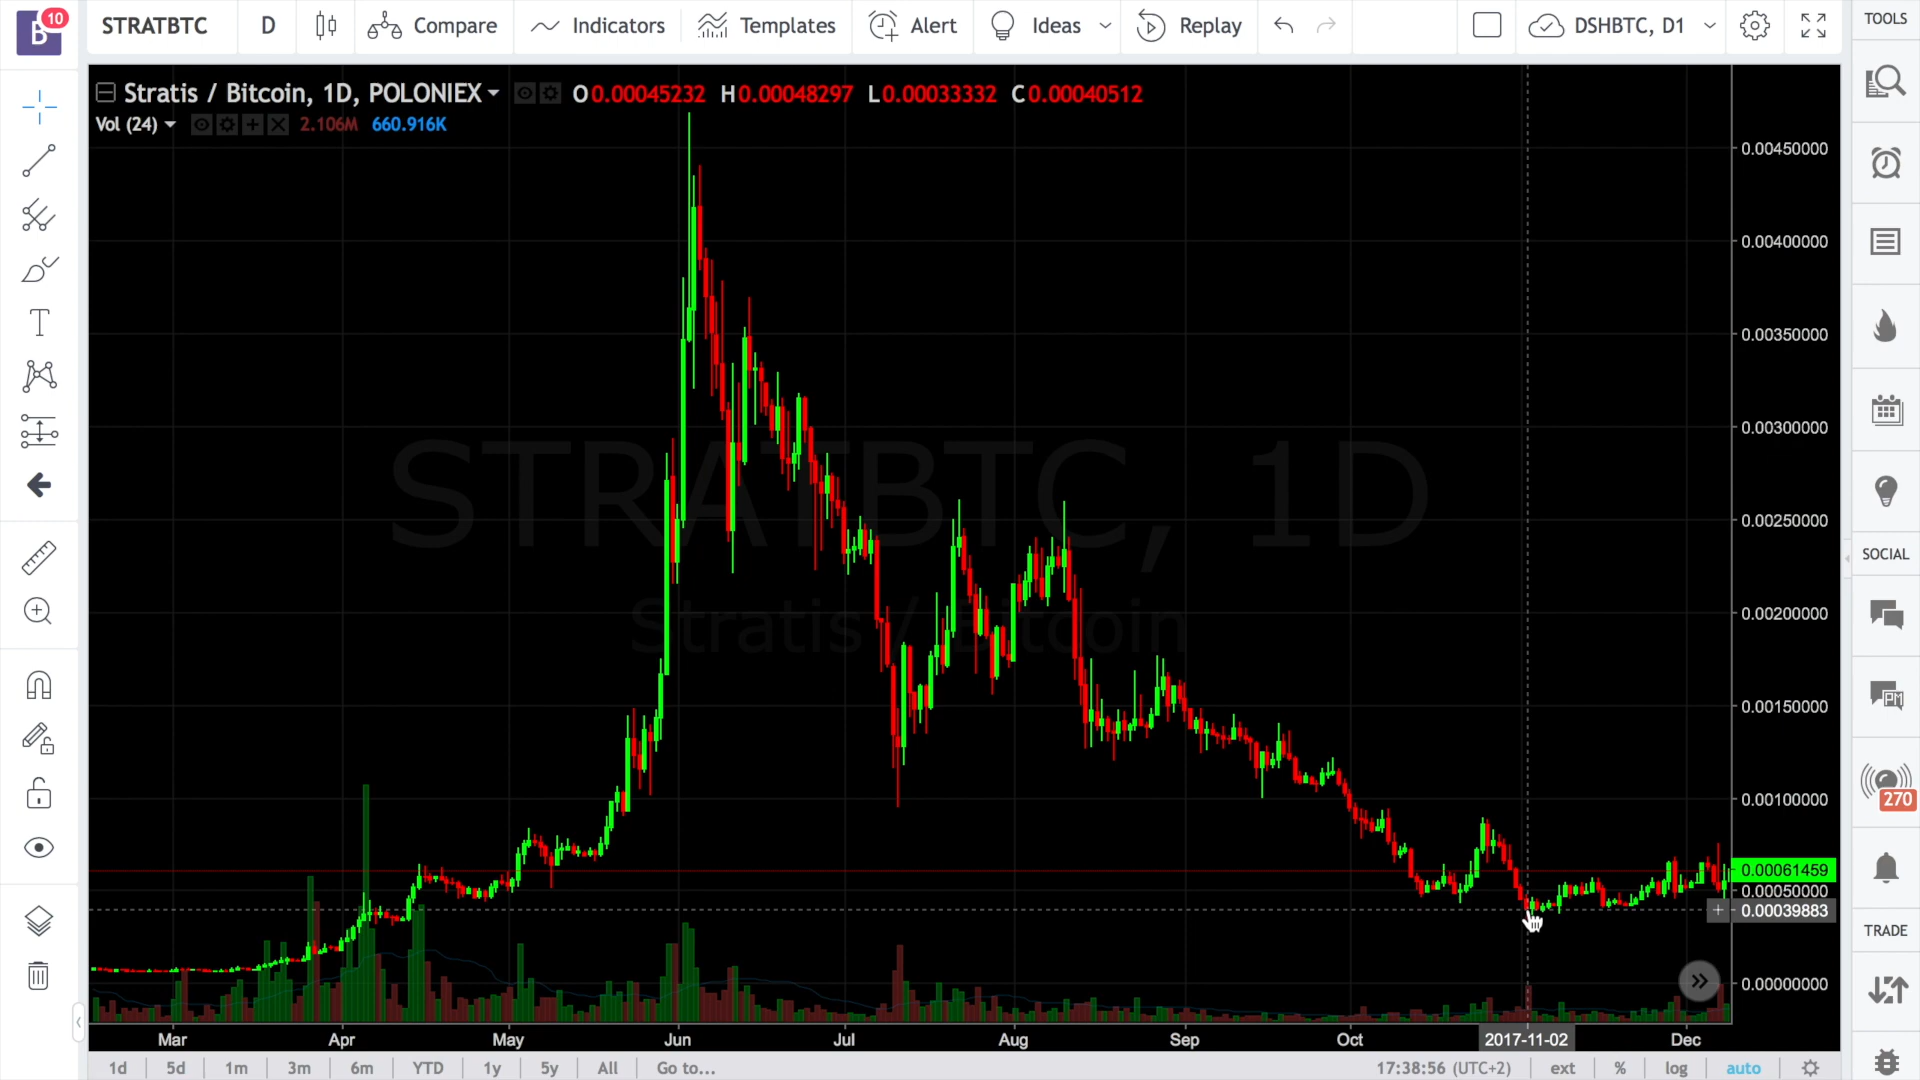 B 10
STRATBTC
D
Compare
Indicators
Templates
Alert
Ideas
Replay
DSHBTC, D1
TOOLS
Stratis / Bitcoin, 1D, POLONIEX
O0.00045232 H0.00048297 L0.00033332 C0.00040512
Vol (24) 2.106M 660.916K
STRATBTC, 1D
Stratis / Bitcoin
0.00450000
0.00400000
0.00350000
0.00300000
0.00250000
0.00200000
0.00150000
0.00100000
0.00061459
0.00050000
0.00039883
0.00000000
SOCIAL
PM
270
TRADE
Mar Apr May Jun Jul Aug Sep Oct 2017-11-02 Dec
1d 5d 1m 3m 6m YTD 1y 5y All Go to... 17:38:56 (UTC+2) ext % log auto